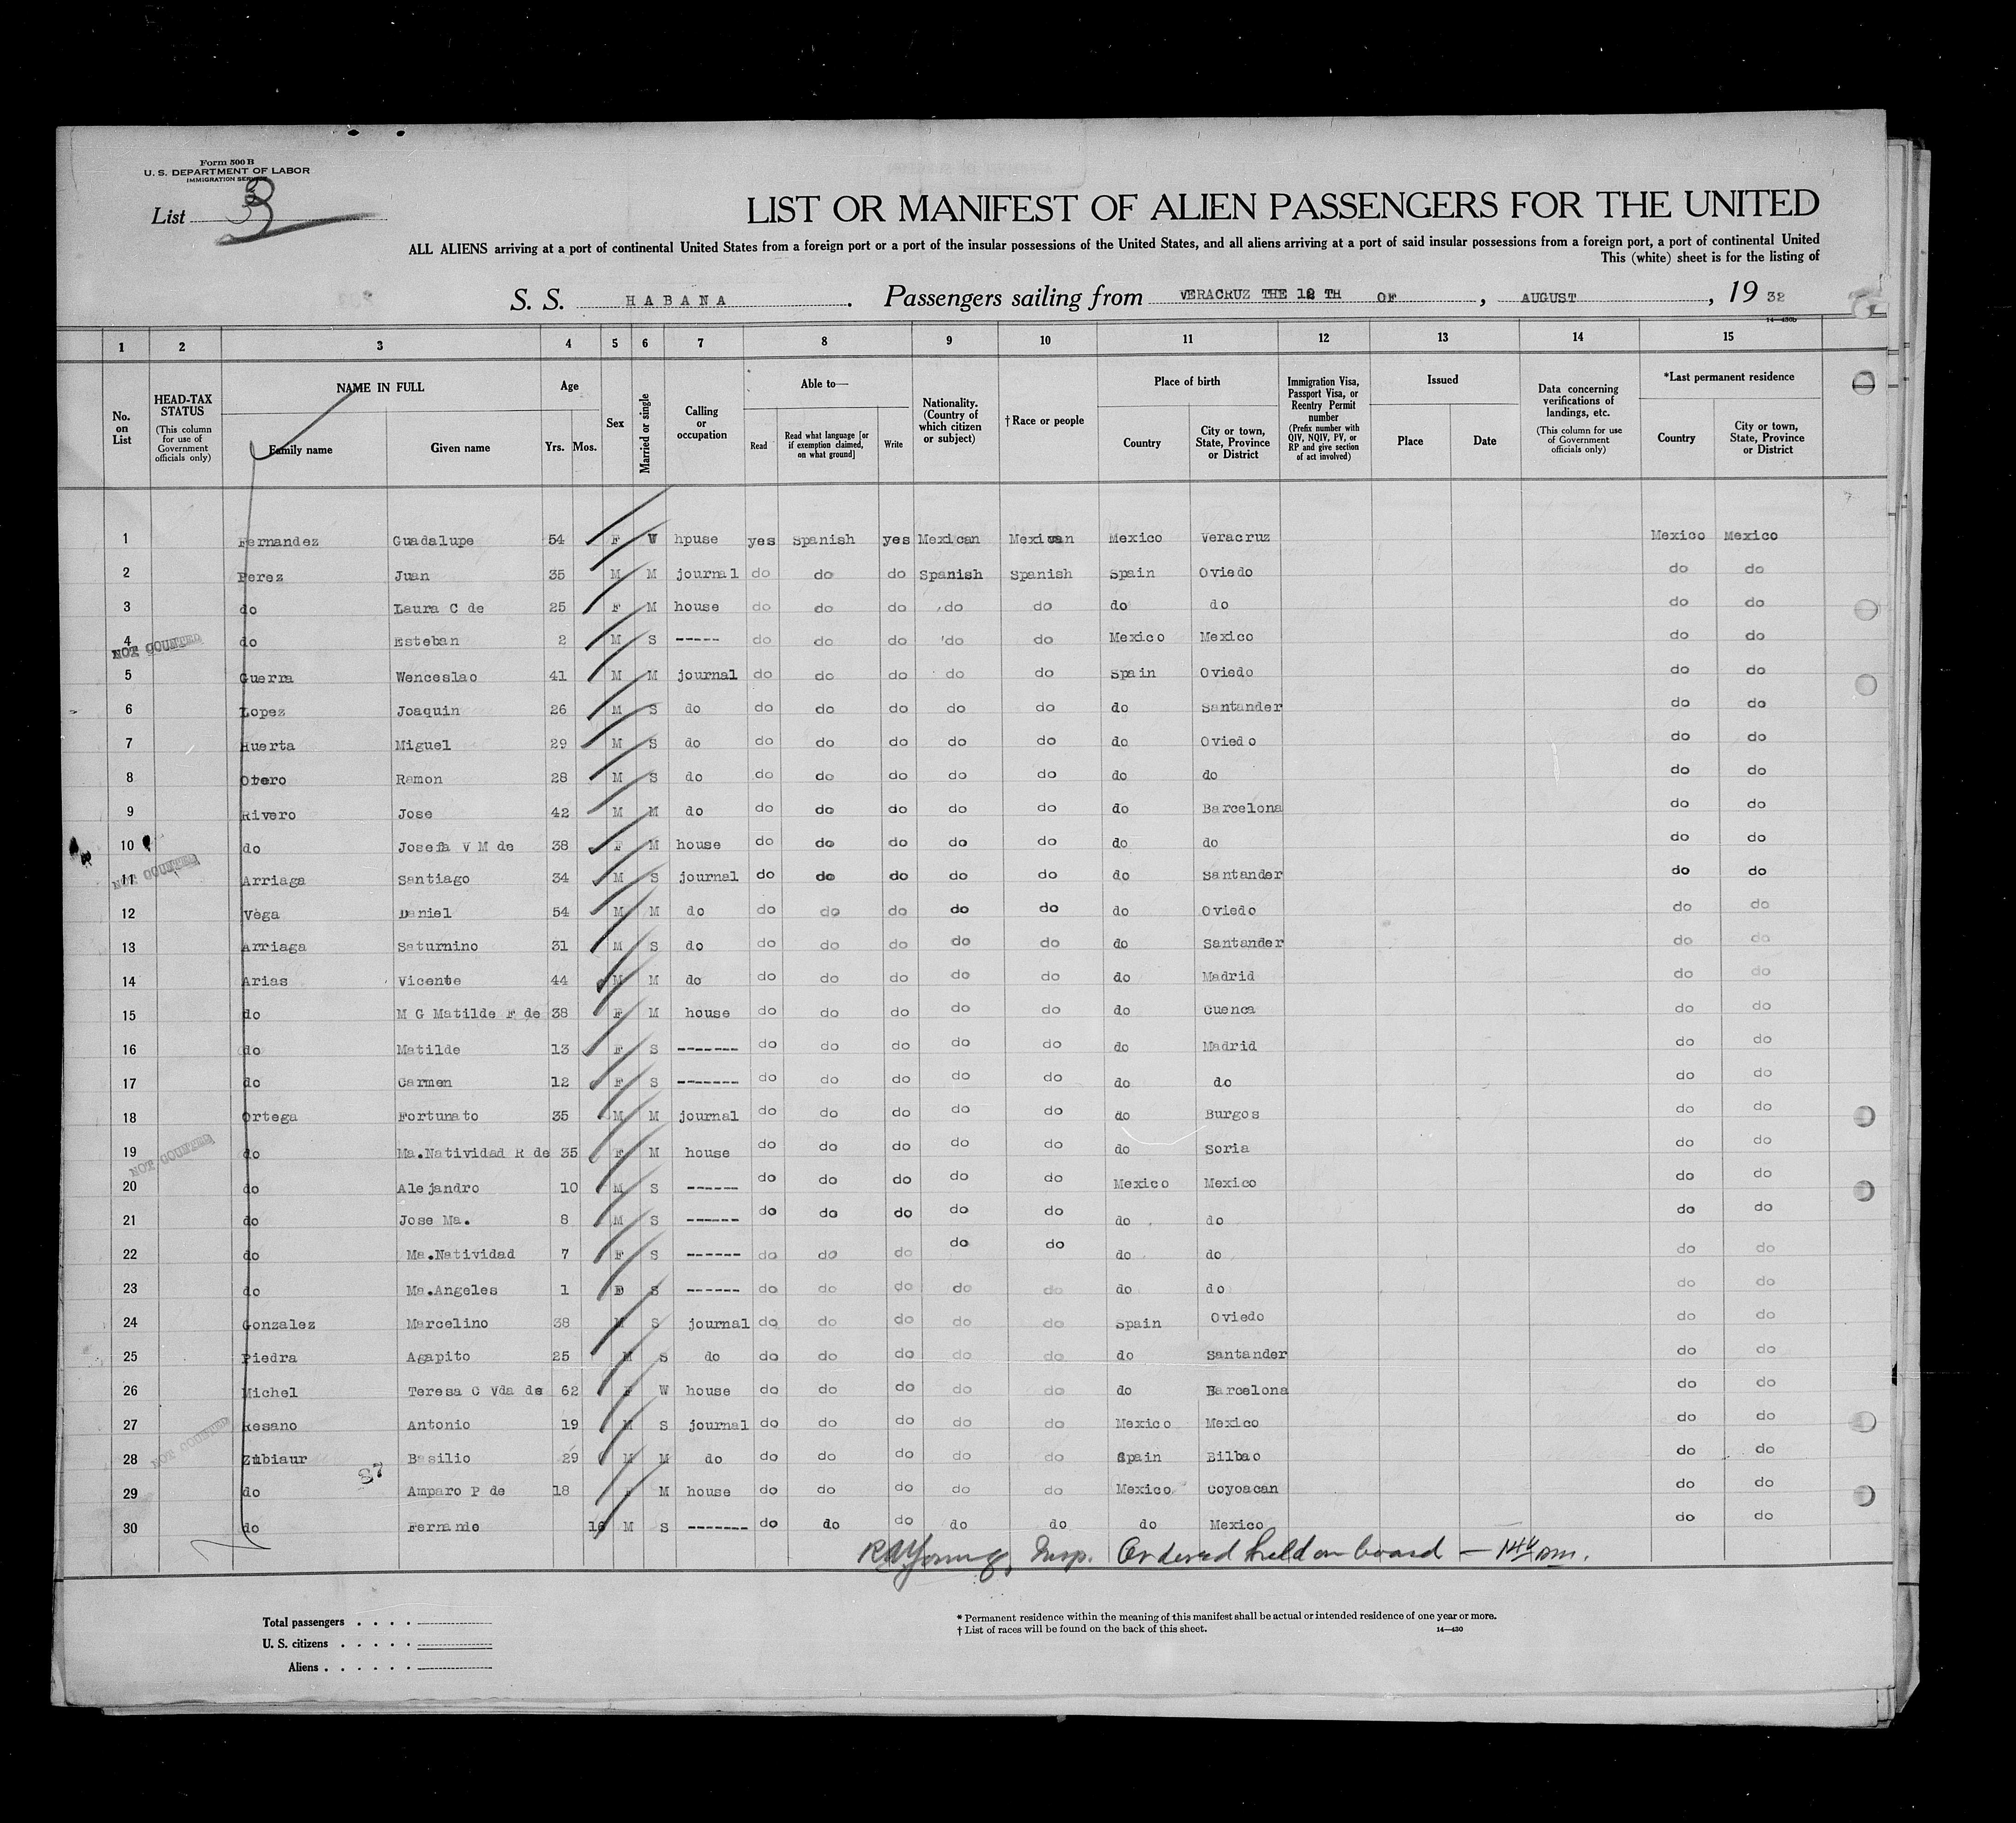 Form 500 B
U. S. DEPARTMENT OF LABOR
IMMIGRATION SERVICE
List 3
LIST OR MANIFEST OF ALIEN PASSENGERS FOR THE UNITED
ALL ALIENS arriving at a port of continental United States from a foreign port or a port of the insular possessions of the United States, and all aliens arriving at a port of said insular possessions from a foreign port, a port of continental United
This (white) sheet is for the listing of
S. S. HABANA. Passengers sailing from VERACRUZ THE 12 TH OF, AUGUST, 19 32
14—430b
1 2 3 4 5 6 7 8 9 10 11 12 13 14 15
No. on List
HEAD-TAX STATUS (This column for use of Government officials only)
NAME IN FULL Family name Given name
Age Yrs. Mos.
Sex
Married or single
Calling or occupation
Able to— Read Read what language [or if exemption claimed, on what ground] Write
Nationality. (Country of which citizen or subject)
† Race or people
Place of birth Country City or town, State, Province or District
Immigration Visa, Passport Visa, or Reentry Permit number (Prefix number with QIV, NQIV, PV, or RP and give section of act involved)
Issued Place Date
Data concerning verifications of landings, etc. (This column for use of Government officials only)
*Last permanent residence Country City or town, State, Province or District
1 Fernandez Guadalupe 54 F W hpuse yes Spanish yes Mexican Mexican Mexico Veracruz Mexico Mexico
2 Perez Juan 35 M M journal do do do Spanish Spanish Spain Oviedo do do
3 do Laura C de 25 F M house do do do do do do do do do
4 do Esteban 2 M S ----- do do do do do Mexico Mexico do do
NOT COUNTED
5 Guerra Wenceslao 41 M M journal do do do do do Spain Oviedo do do
6 Lopez Joaquin 26 M S do do do do do do do Santander do do
7 Huerta Miguel 29 M S do do do do do do do Oviedo do do
8 Otero Ramon 28 M S do do do do do do do do do do
9 Rivero Jose 42 M M do do do do do do do Barcelona do do
10 do Josefa V M de 38 F M house do do do do do do do do do
NOT COUNTED
11 Arriaga Santiago 34 M S journal do do do do do do Santander do do
12 Vega Daniel 54 M M do do do do do do do Oviedo do do
13 Arriaga Saturnino 31 M S do do do do do do do Santander do do
14 Arias Vicente 44 M M do do do do do do do Madrid do do
15 do M G Matilde F de 38 F M house do do do do do do Cuenca do do
16 do Matilde 13 F S ------- do do do do do do Madrid do do
17 do Carmen 12 F S ------- do do do do do do do do do
18 Ortega Fortunato 35 M M journal do do do do do do Burgos do do
19 do Ma.Natividad R de 35 F M house do do do do do do Soria do do
NOT COUNTED
20 do Alejandro 10 M S ------ do do do do do Mexico Mexico do do
21 do Jose Ma. 8 M S ------ do do do do do do do do do
22 do Ma.Natividad 7 F S ------ do do do do do do do do do
23 do Ma.Angeles 1 S ------ do do do do do do do do do
24 Gonzalez Marcelino 38 M S journal do do do do do Spain Oviedo do do
25 Piedra Agapito 25 M S do do do do do do do Santander do do
26 Michel Teresa C Vda de 62 F W house do do do do do do Barcelona do do
27 Resano Antonio 19 M S journal do do do do do Mexico Mexico do do
NOT COUNTED
28 Zubiaur Basilio 29 M M do do do do do do Spain Bilbao do do
37
29 do Amparo P de 18 F M house do do do do do Mexico Coyoacan do do
30 do Fernando 10 M S ------- do do do do do do Mexico do do
R W Young, Insp. Ordered held on board —
Total passengers . . . .
U. S. citizens . . . . .
Aliens . . . . . .
* Permanent residence within the meaning of this manifest shall be actual or intended residence of one year or more.
† List of races will be found on the back of this sheet.
14—430